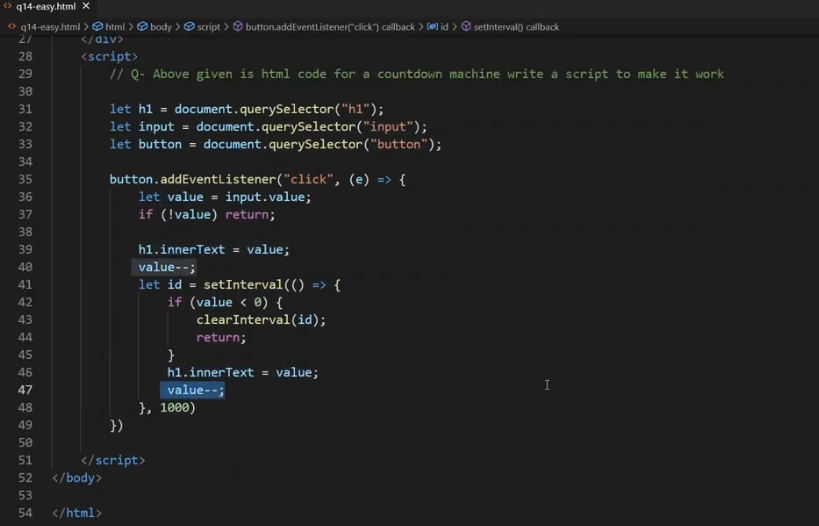 q14-easy.html
q14-easy.html > html > body > script > button.addEventListener("click") callback > id > setInterval() callback
27 </div>
28 <script>
29 // Q- Above given is html code for a countdown machine write a script to make it work
30
31 let h1 = document.querySelector("h1");
32 let input = document.querySelector("input");
33 let button = document.querySelector("button");
34
35 button.addEventListener("click", (e) => {
36 let value = input.value;
37 if (!value) return;
38
39 h1.innerText = value;
40 value--;
41 let id = setInterval(() => {
42 if (value < 0) {
43 clearInterval(id);
44 return;
45 }
46 h1.innerText = value;
47 value--;
48 }, 1000)
49 })
50
51 </script>
52 </body>
53
54 </html>